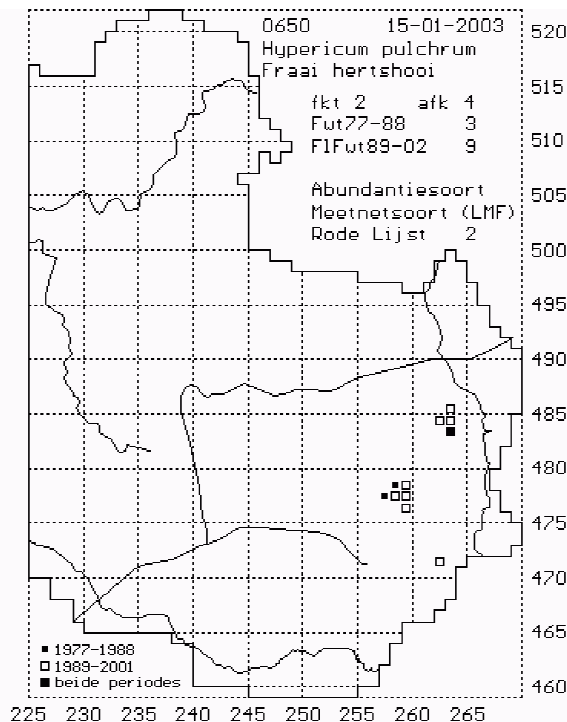 0650 15-01-2003
Hypericum pulchrum
Fraai hertshooi
fkt 2 afk 4
Fwt77-88 3
FlFwt89-02 9
Abundantiesoort
Meetnetsoort (LMF)
Rode Lijst 2
520
515
510
505
500
495
490
485
480
475
470
465
460
1977-1988
1989-2001
beide periodes
225 230 235 240 245 250 255 260 265